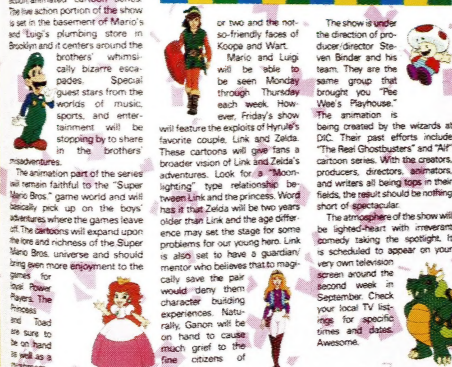 action/animated cartoon series.
The live action portion of the show
is set in the basement of Mario's
and Luigi's plumbing store in
Brooklyn and it centers around the
brothers' whimsi-
cally bizarre esca-
pades. Special
guest stars from the
worlds of music,
sports, and enter-
tainment will be
stopping by to share
in the brothers'
misadventures.
The animation part of the series
will remain faithful to the "Super
Mario Bros." game world and will
basically pick up on the boys'
adventures where the games leave
off. The cartoons will expand upon
the lore and richness of the Super
Mario Bros. universe and should
bring even more enjoyment to the
games for
loyal Power
Players. The
Princess
and Toad
are sure to
be on hand
as well as a
or two and the not-
so-friendly faces of
Koopa and Wart.
Mario and Luigi
will be able to
be seen Monday
through Thursday
each week. How-
ever, Friday's show
will feature the exploits of Hyrule's
favorite couple, Link and Zelda.
These cartoons will give fans a
broader vision of Link and Zelda's
adventures. Look for a "Moon-
lighting" type relationship be-
tween Link and the princess. Word
has it that Zelda will be two years
older than Link and the age differ-
ence may set the stage for some
problems for our young hero. Link
is also set to have a guardian/
mentor who believes that to magi-
cally save the pair
would deny them
character building
experiences. Natu-
rally, Ganon will be
on hand to cause
much grief to the
fine citizens of
The show is under
the direction of pro-
ducer/director Ste-
ven Binder and his
team. They are the
same group that
brought you "Pee
Wee's Playhouse."
The animation is
being created by the wizards at
DIC. Their past efforts include
"The Real Ghostbusters" and "Alf"
cartoon series. With the creators,
producers, directors, animators,
and writers all being tops in their
fields, the result should be nothing
short of spectacular.
The atmosphere of the show will
be lighted-heart with irreverant
comedy taking the spotlight. It
is scheduled to appear on your
very own television
screen around the
second week in
September. Check
your local TV list-
ings for specific
times and dates.
Awesome.